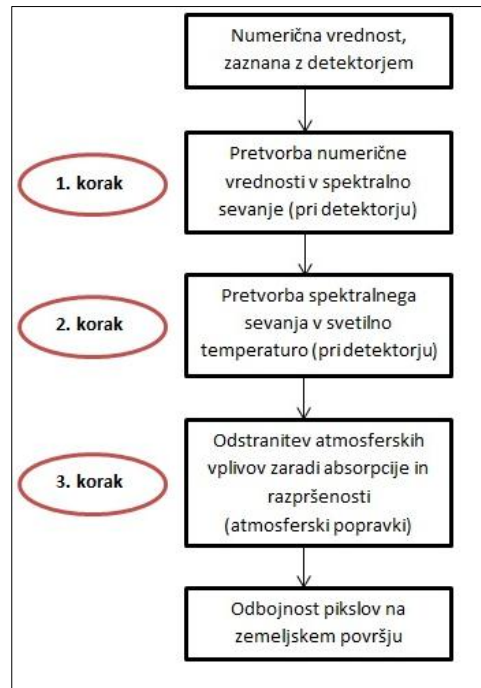 Numerična vrednost,
zaznana z detektorjem
1. korak
Pretvorba numerične
vrednosti v spektralno
sevanje (pri detektorju)
2. korak
Pretvorba spektralnega
sevanja v svetilno
temperaturo (pri detektorju)
3. korak
Odstranitev atmosferskih
vplivov zaradi absorpcije in
razpršenosti
(atmosferski popravki)
Odbojnost pikslov na
zemeljskem površju